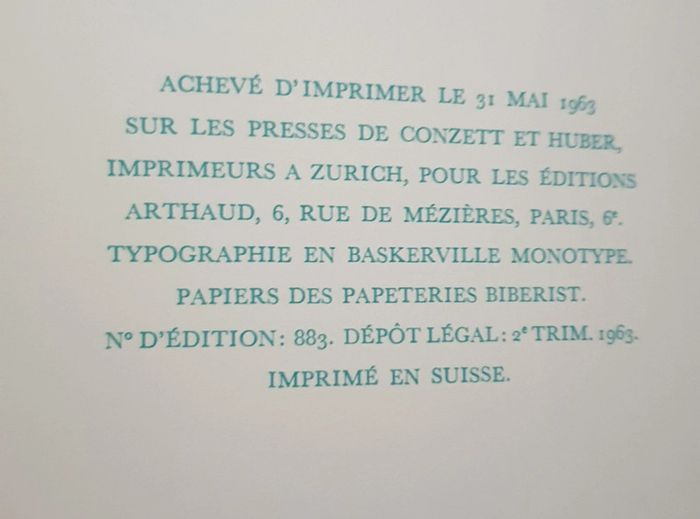 ACHEVÉ D'IMPRIMER LE 31 MAI 1963
SUR LES PRESSES DE CONZETT ET HUBER,
IMPRIMEURS A ZURICH, POUR LES ÉDITIONS
ARTHAUD, 6, RUE DE MÉZIÈRES, PARIS, 6e.
TYPOGRAPHIE EN BASKERVILLE MONOTYPE.
PAPIERS DES PAPETERIES BIBERIST.
No D'ÉDITION: 883. DÉPÔT LÉGAL: 2e TRIM. 1963.
IMPRIMÉ EN SUISSE.